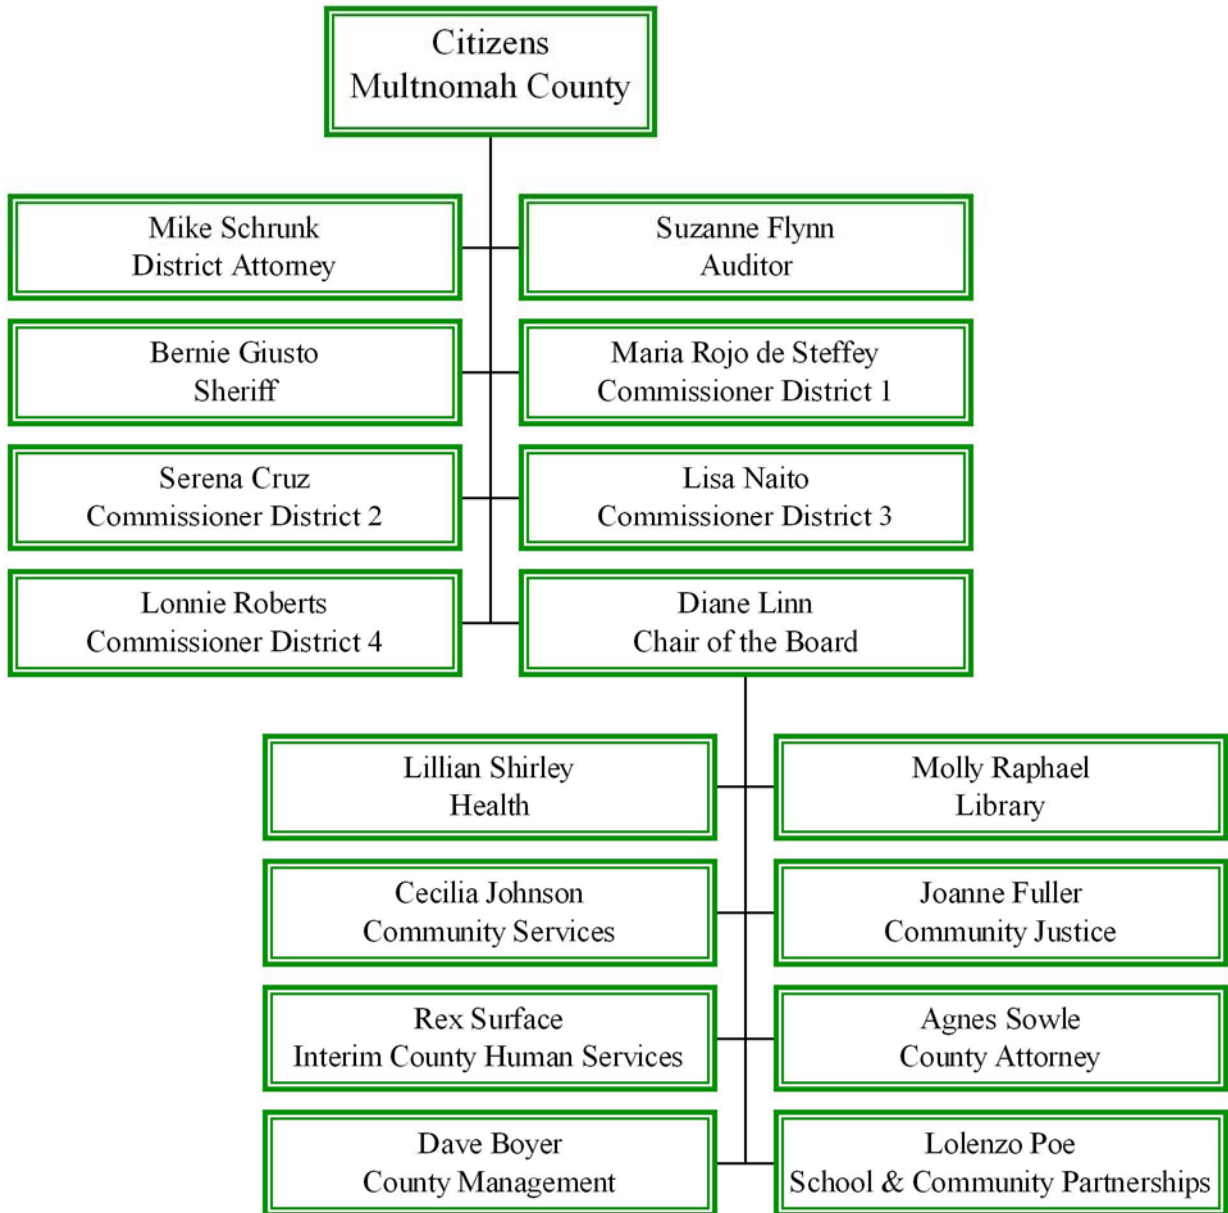 Citizens
Multnomah County
Mike Schrunk
District Attorney
Suzanne Flynn
Auditor
Bernie Giusto
Sheriff
Maria Rojo de Steffey
Commissioner District 1
Serena Cruz
Commissioner District 2
Lisa Naito
Commissioner District 3
Lonnie Roberts
Commissioner District 4
Diane Linn
Chair of the Board
Lillian Shirley
Health
Molly Raphael
Library
Cecilia Johnson
Community Services
Joanne Fuller
Community Justice
Rex Surface
Interim County Human Services
Agnes Sowle
County Attorney
Dave Boyer
County Management
Lolenzo Poe
School & Community Partnerships